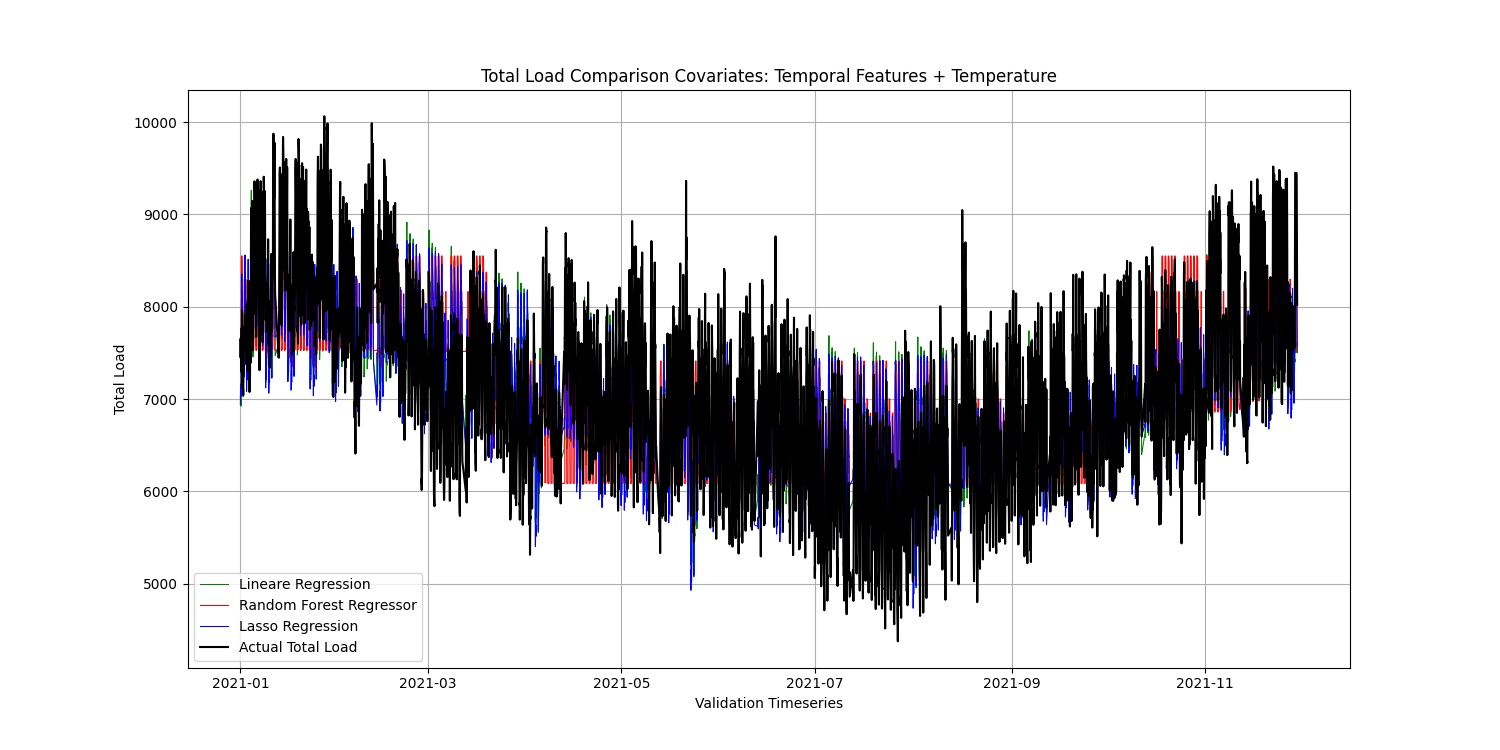 Total Load Comparison Covariates: Temporal Features + Temperature
Total Load
10000
9000
8000
7000
6000
5000
Lineare Regression
Random Forest Regressor
Lasso Regression
Actual Total Load
2021-01 2021-03 2021-05 2021-07 2021-09 2021-11
Validation Timeseries